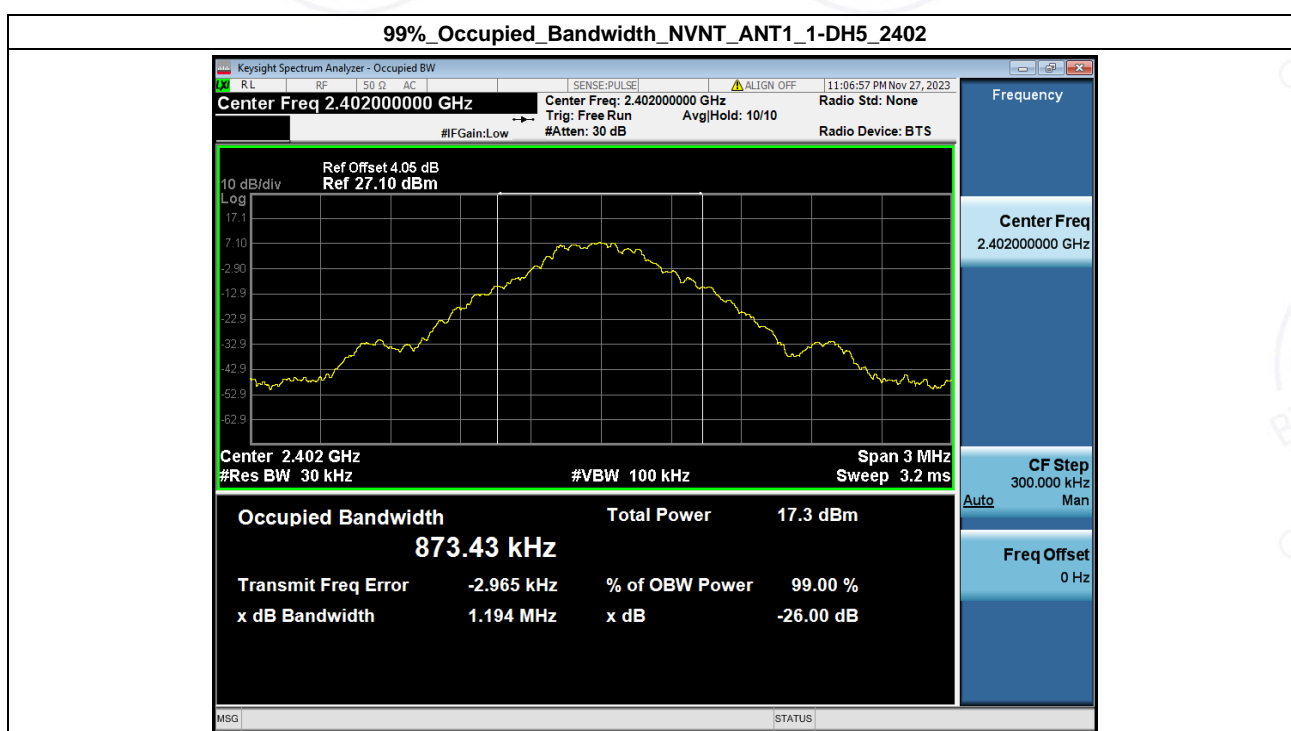 99%_Occupied_Bandwidth_NVNT_ANT1_1-DH5_2402
Keysight Spectrum Analyzer - Occupied BW
LXI RL RF 50 Ω AC SENSE:PULSE ALIGN OFF 11:06:57 PM Nov 27, 2023
Center Freq 2.402000000 GHz
Center Freq: 2.402000000 GHz Radio Std: None
Trig: Free Run Avg|Hold: 10/10
#IFGain:Low #Atten: 30 dB Radio Device: BTS
Ref Offset 4.05 dB
10 dB/div Ref 27.10 dBm
Log
17.1
7.10
-2.90
-12.9
-22.9
-32.9
-42.9
-52.9
-62.9
Center 2.402 GHz Span 3 MHz
#Res BW 30 kHz #VBW 100 kHz Sweep 3.2 ms
Occupied Bandwidth Total Power 17.3 dBm
873.43 kHz
Transmit Freq Error -2.965 kHz % of OBW Power 99.00 %
x dB Bandwidth 1.194 MHz x dB -26.00 dB
MSG STATUS
Frequency
Center Freq
2.402000000 GHz
CF Step
300.000 kHz
Auto Man
Freq Offset
0 Hz